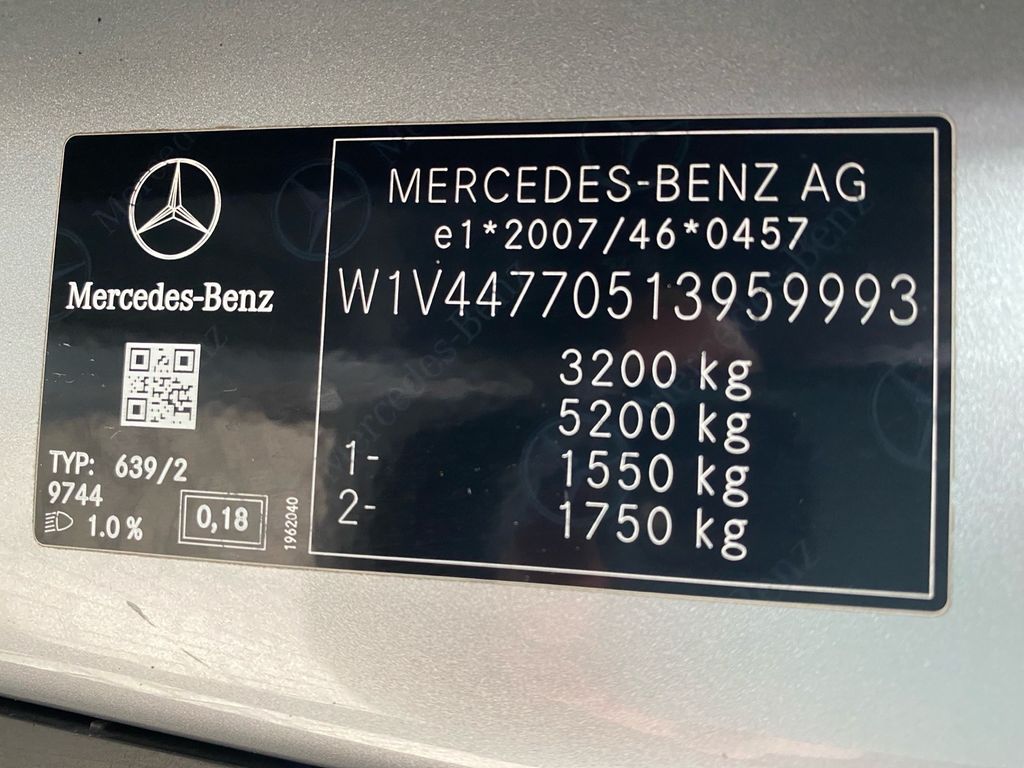 Mercedes-Benz
TYP: 639/2
9744
1.0 %
0,18
1962040
MERCEDES-BENZ AG
e1*2007/46*0457
W1V44770513959993
3200 kg
5200 kg
1- 1550 kg
2- 1750 kg